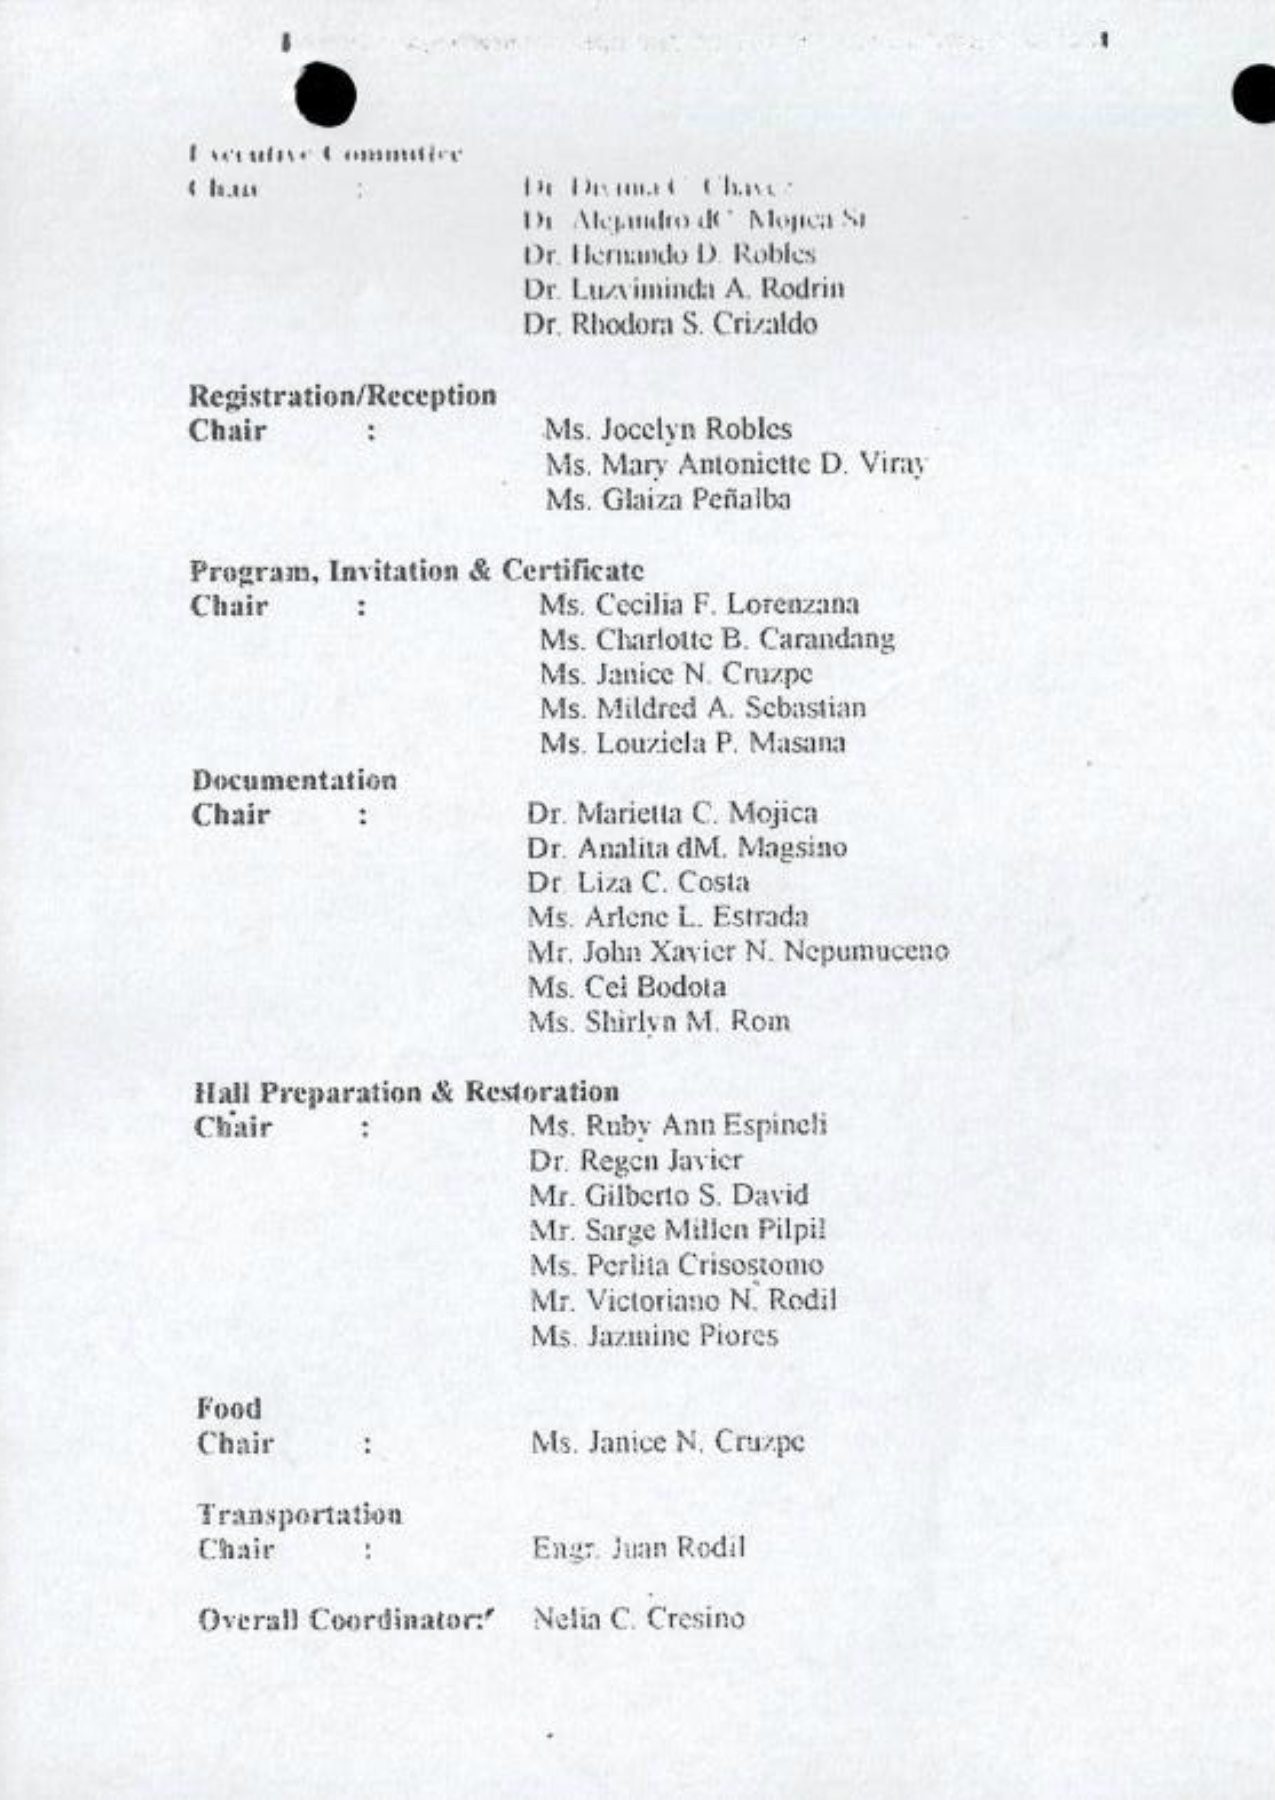 Executive Committee
Chair : Dr. C. Chavez
Dr. Alejandro dC. Mojica Sr
Dr. Hernando D. Robles
Dr. Luzviminda A. Rodrin
Dr. Rhodora S. Crizaldo
Registration/Reception
Chair : Ms. Jocelyn Robles
Ms. Mary Antoniette D. Viray
Ms. Glaiza Peñalba
Program, Invitation & Certificate
Chair : Ms. Cecilia F. Lorenzana
Ms. Charlotte B. Carandang
Ms. Janice N. Cruzpe
Ms. Mildred A. Sebastian
Ms. Louziela P. Masana
Documentation
Chair : Dr. Marietta C. Mojica
Dr. Analita dM. Magsino
Dr. Liza C. Costa
Ms. Arlene L. Estrada
Mr. John Xavier N. Nepumuceno
Ms. Cei Bodota
Ms. Shirlyn M. Rom
Hall Preparation & Restoration
Chair : Ms. Ruby Ann Espineli
Dr. Regen Javier
Mr. Gilberto S. David
Mr. Sarge Millen Pilpil
Ms. Perlita Crisostomo
Mr. Victoriano N. Rodil
Ms. Jazmine Piores
Food
Chair : Ms. Janice N. Cruzpe
Transportation
Chair : Engr. Juan Rodil
Overall Coordinator: Nelia C. Cresino